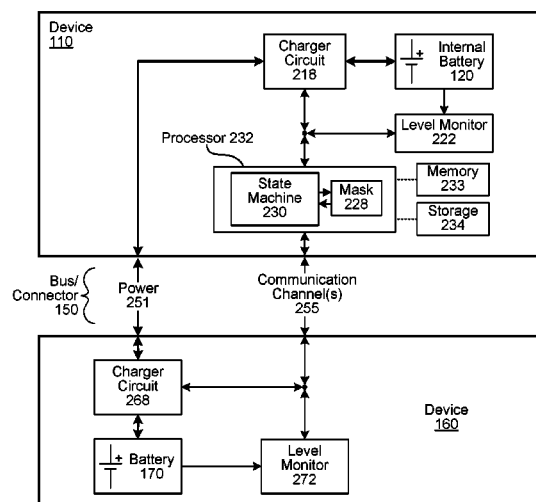 Device
110
Charger
Circuit
218
+
Internal
Battery
120
Level Monitor
222
Processor 232
State
Machine
230
Mask
228
Memory
233
Storage
234
Bus/
Connector
150
Power
251
Communication
Channel(s)
255
Charger
Circuit
268
+
Battery
170
Level
Monitor
272
Device
160